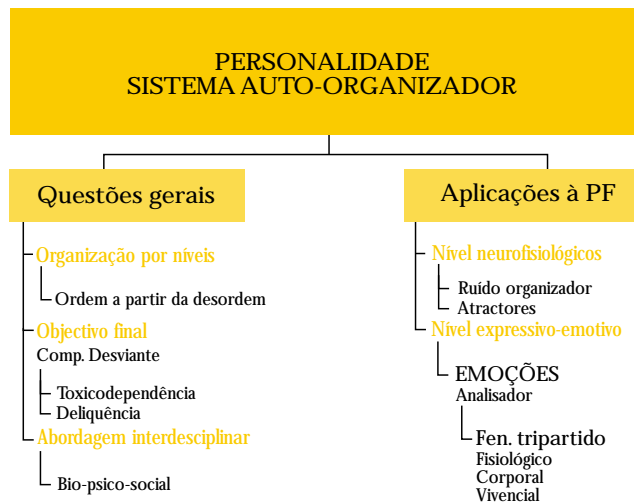 PERSONALIDADE
SISTEMA AUTO-ORGANIZADOR
Questões gerais
Organização por níveis
Ordem a partir da desordem
Objectivo final
Comp. Desviante
Toxicodependência
Deliquência
Abordagem interdesciplinar
Bio-psico-social
Aplicações à PF
Nível neurofisiológicos
Ruído organizador
Atractores
Nível expressivo-emotivo
EMOÇÕES
Analisador
Fen. tripartido
Fisiológico
Corporal
Vivencial